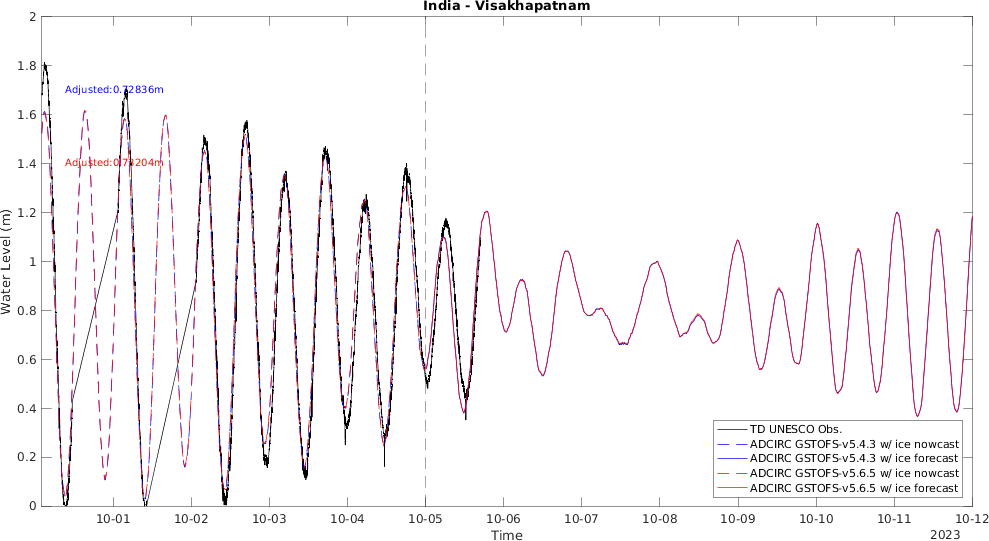 India - Visakhapatnam
2
1.8
1.6
1.4
1.2
1
0.8
0.6
0.4
0.2
0
Water Level (m)
Adjusted:0.72836m
Adjusted:0.73204m
TD UNESCO Obs.
ADCIRC GSTOFS-v5.4.3 w/ ice nowcast
ADCIRC GSTOFS-v5.4.3 w/ ice forecast
ADCIRC GSTOFS-v5.6.5 w/ ice nowcast
ADCIRC GSTOFS-v5.6.5 w/ ice forecast
10-01 10-02 10-03 10-04 10-05 10-06 10-07 10-08 10-09 10-10 10-11 10-12
Time
2023